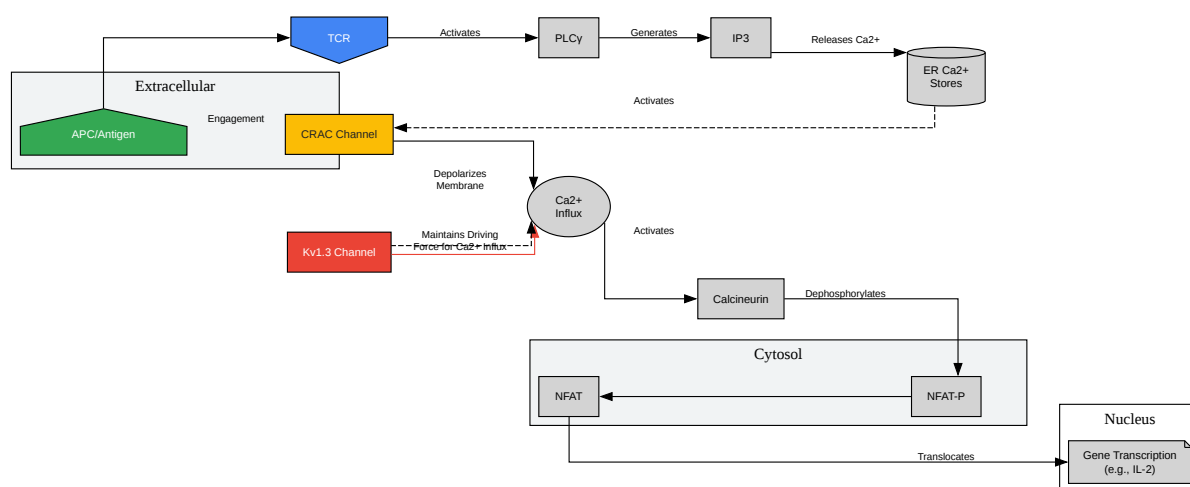 TCR
Activates
PLCγ
Generates
IP3
Releases Ca2+
ER Ca2+
Stores
Extracellular
APC/Antigen
Engagement
CRAC Channel
Activates
Depolarizes
Membrane
Ca2+
Influx
Kv1.3 Channel
Maintains Driving
Force for Ca2+ Influx
Activates
Calcineurin
Dephosphorylates
Cytosol
NFAT
NFAT-P
Translocates
Nucleus
Gene Transcription
(e.g., IL-2)